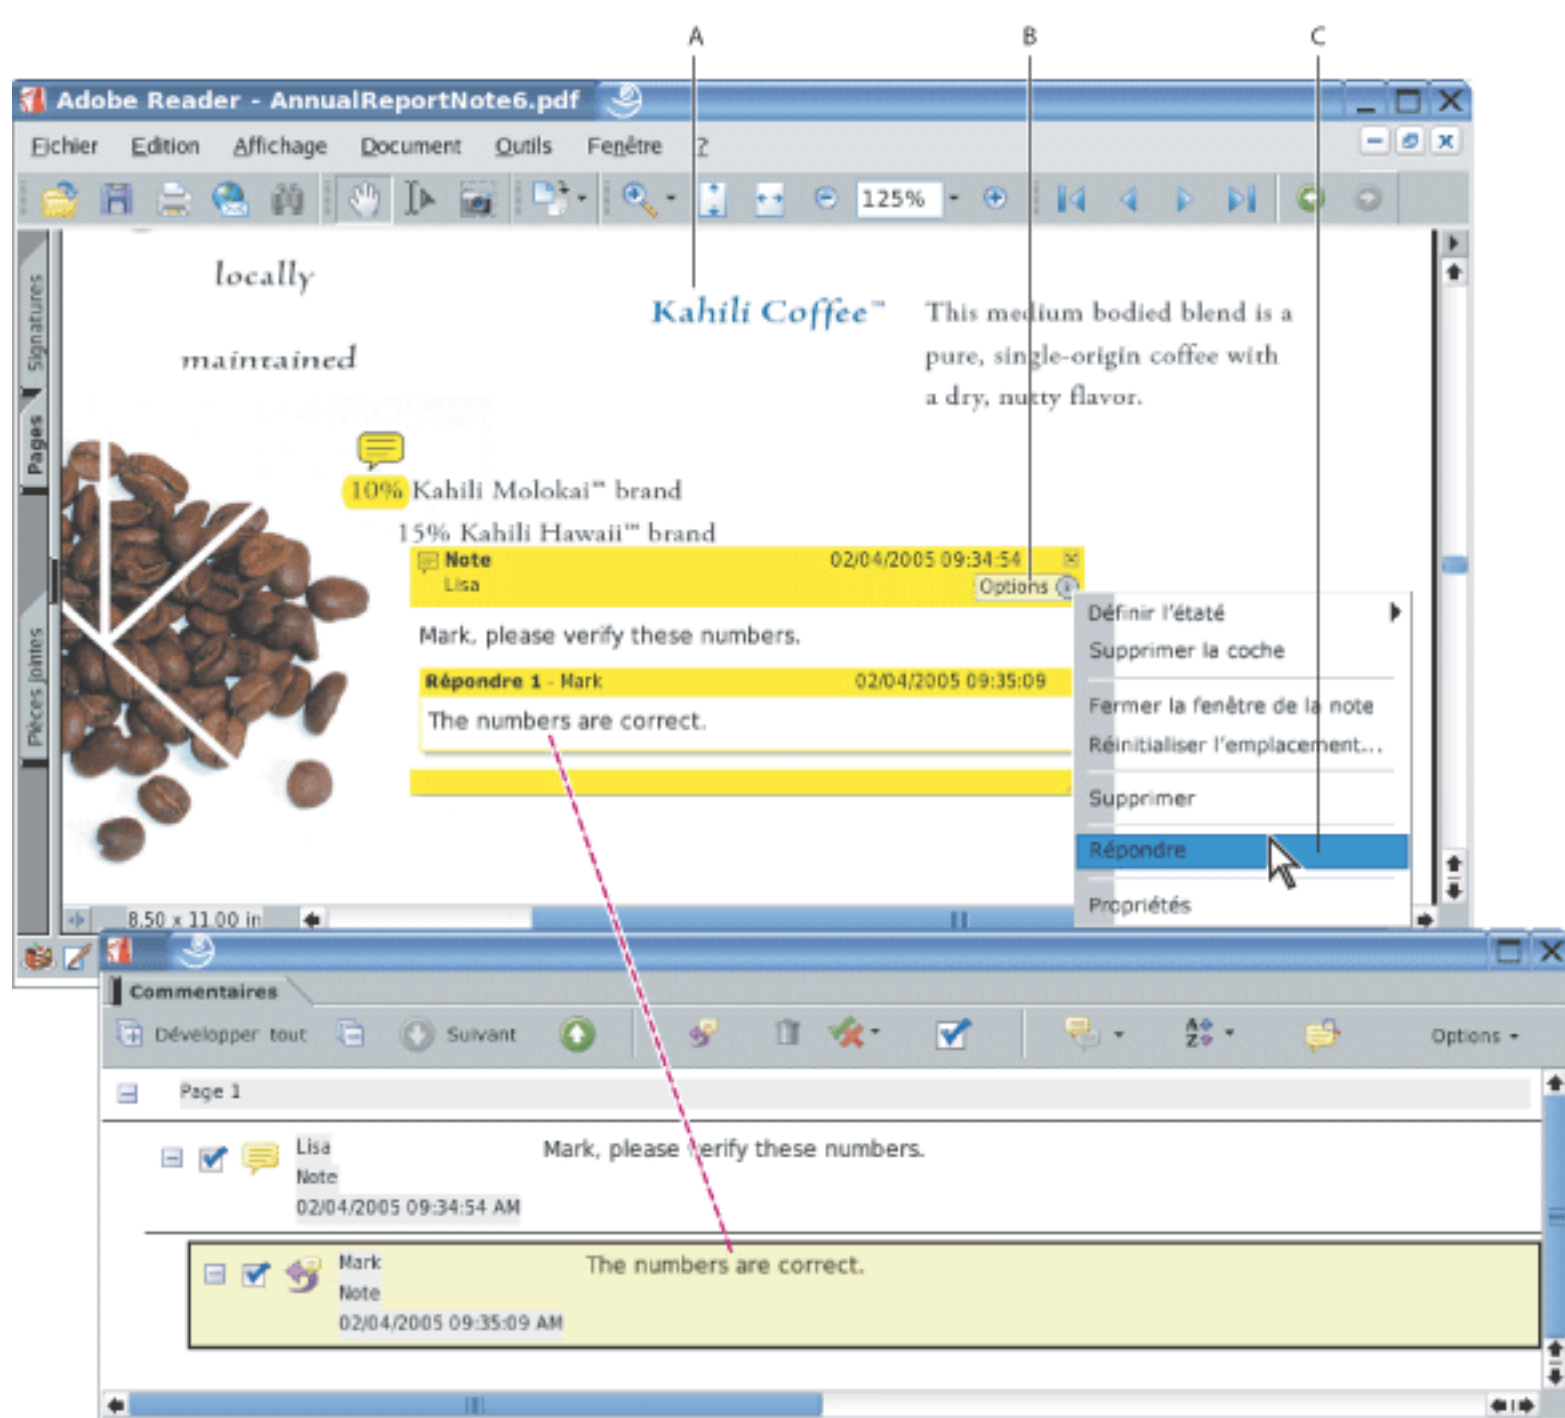 A B C
Adobe Reader - AnnualReportNote6.pdf
Fichier Edition Affichage Document Outils Fenêtre ?
125%
Signatures
Pages
Pièces jointes
locally
maintained
Kahili Coffee™
This medium bodied blend is a
pure, single-origin coffee with
a dry, nutty flavor.
10% Kahili Molokai™ brand
15% Kahili Hawaii™ brand
Note 02/04/2005 09:34:54
Lisa Options
Mark, please verify these numbers.
Répondre 1 - Mark 02/04/2005 09:35:09
The numbers are correct.
Définir l'étaté
Supprimer la coche
Fermer la fenêtre de la note
Réinitialiser l'emplacement...
Supprimer
Répondre
Propriétés
8.50 x 11.00 in
Commentaires
Développer tout Suivant Options
Page 1
Lisa Mark, please verify these numbers.
Note
02/04/2005 09:34:54 AM
Mark The numbers are correct.
Note
02/04/2005 09:35:09 AM